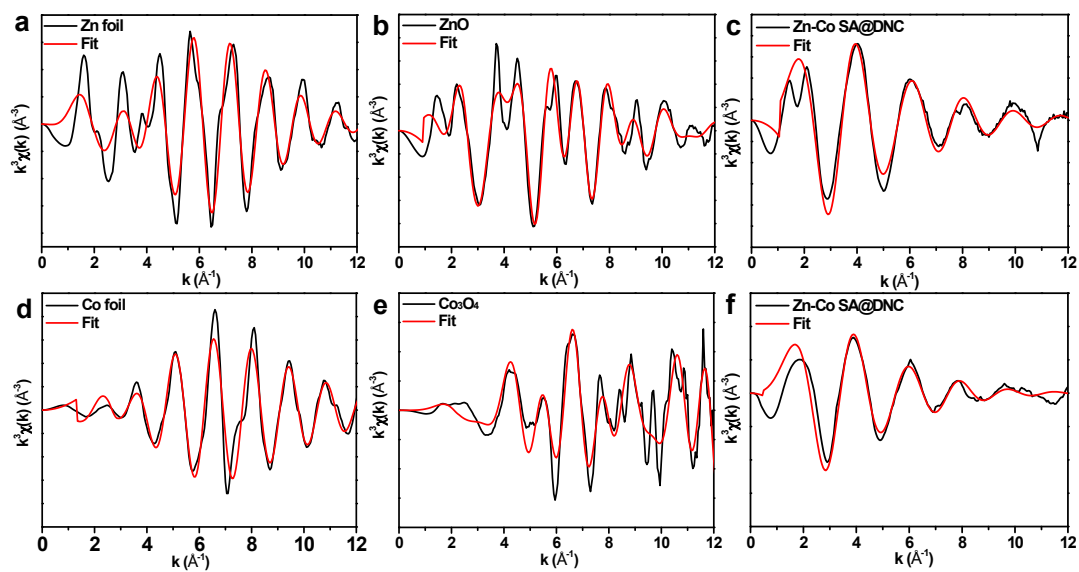 a
Zn foil
Fit
k³χ(k) (Å⁻³)
0 2 4 6 8 10 12
k (Å⁻¹)
b
ZnO
Fit
k³χ(k) (Å⁻³)
0 2 4 6 8 10 12
k (Å⁻¹)
c
Zn-Co SA@DNC
Fit
k³χ(k) (Å⁻³)
0 2 4 6 8 10 12
k (Å⁻¹)
d
Co foil
Fit
k³χ(k) (Å⁻³)
0 2 4 6 8 10 12
k (Å⁻¹)
e
Co₃O₄
Fit
k³χ(k) (Å⁻³)
0 2 4 6 8 10 12
k (Å⁻¹)
f
Zn-Co SA@DNC
Fit
k³χ(k) (Å⁻³)
0 2 4 6 8 10 12
k (Å⁻¹)